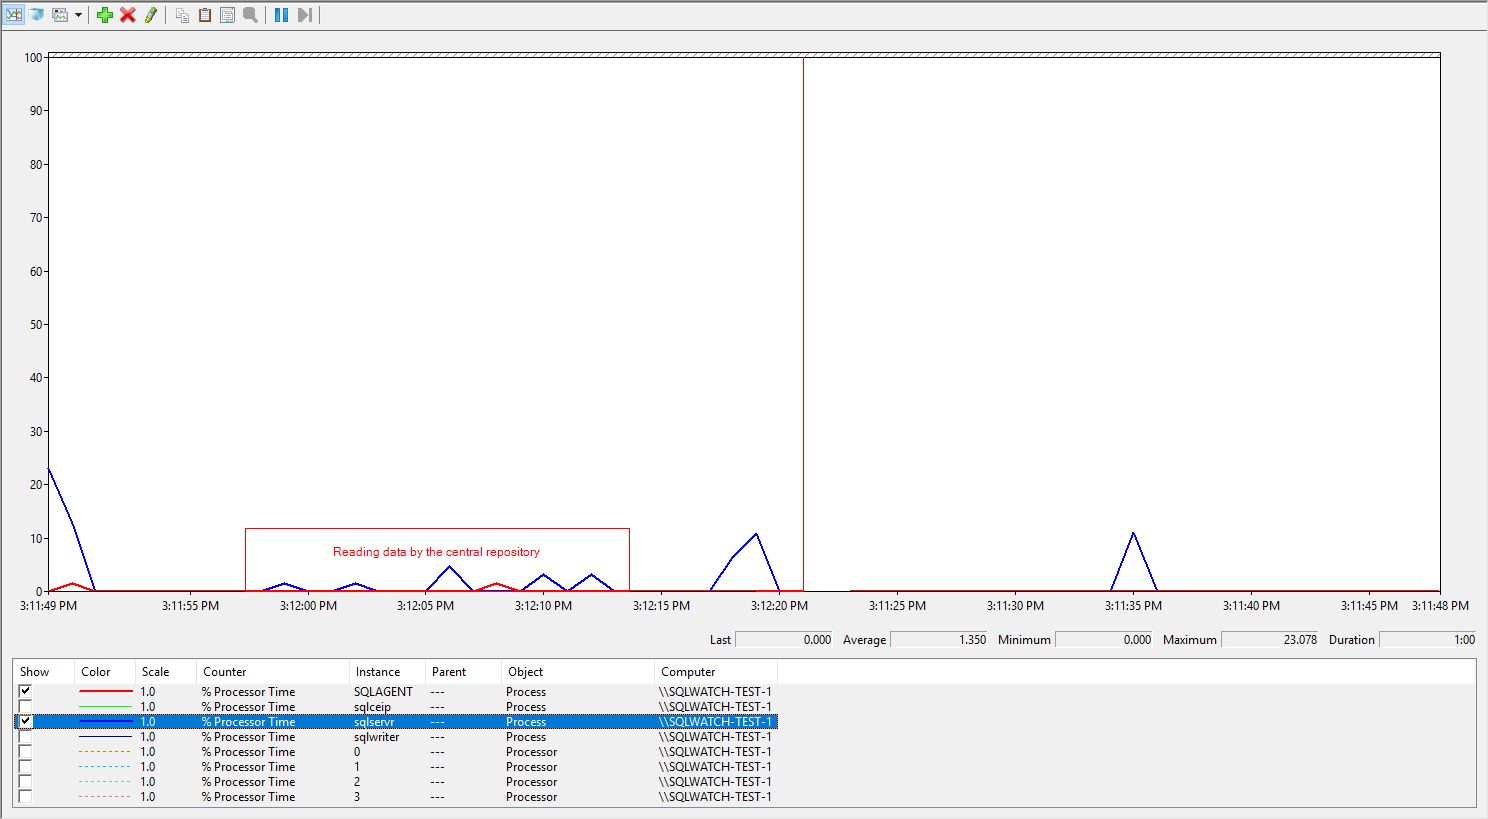 100
90
80
70
60
50
40
30
20
10
0
Reading data by the central repository
3:11:49 PM 3:11:55 PM 3:12:00 PM 3:12:05 PM 3:12:10 PM 3:12:15 PM 3:12:20 PM 3:11:25 PM 3:11:30 PM 3:11:35 PM 3:11:40 PM 3:11:45 PM 3:11:48 PM
Last 0.000 Average 1.350 Minimum 0.000 Maximum 23.078 Duration 1:00
Show Color Scale Counter Instance Parent Object Computer
1.0 % Processor Time SQLAGENT --- Process \\SQLWATCH-TEST-1
1.0 % Processor Time sqlceip --- Process \\SQLWATCH-TEST-1
1.0 % Processor Time sqlservr --- Process \\SQLWATCH-TEST-1
1.0 % Processor Time sqlwriter --- Process \\SQLWATCH-TEST-1
1.0 % Processor Time 0 --- Processor \\SQLWATCH-TEST-1
1.0 % Processor Time 1 --- Processor \\SQLWATCH-TEST-1
1.0 % Processor Time 2 --- Processor \\SQLWATCH-TEST-1
1.0 % Processor Time 3 --- Processor \\SQLWATCH-TEST-1